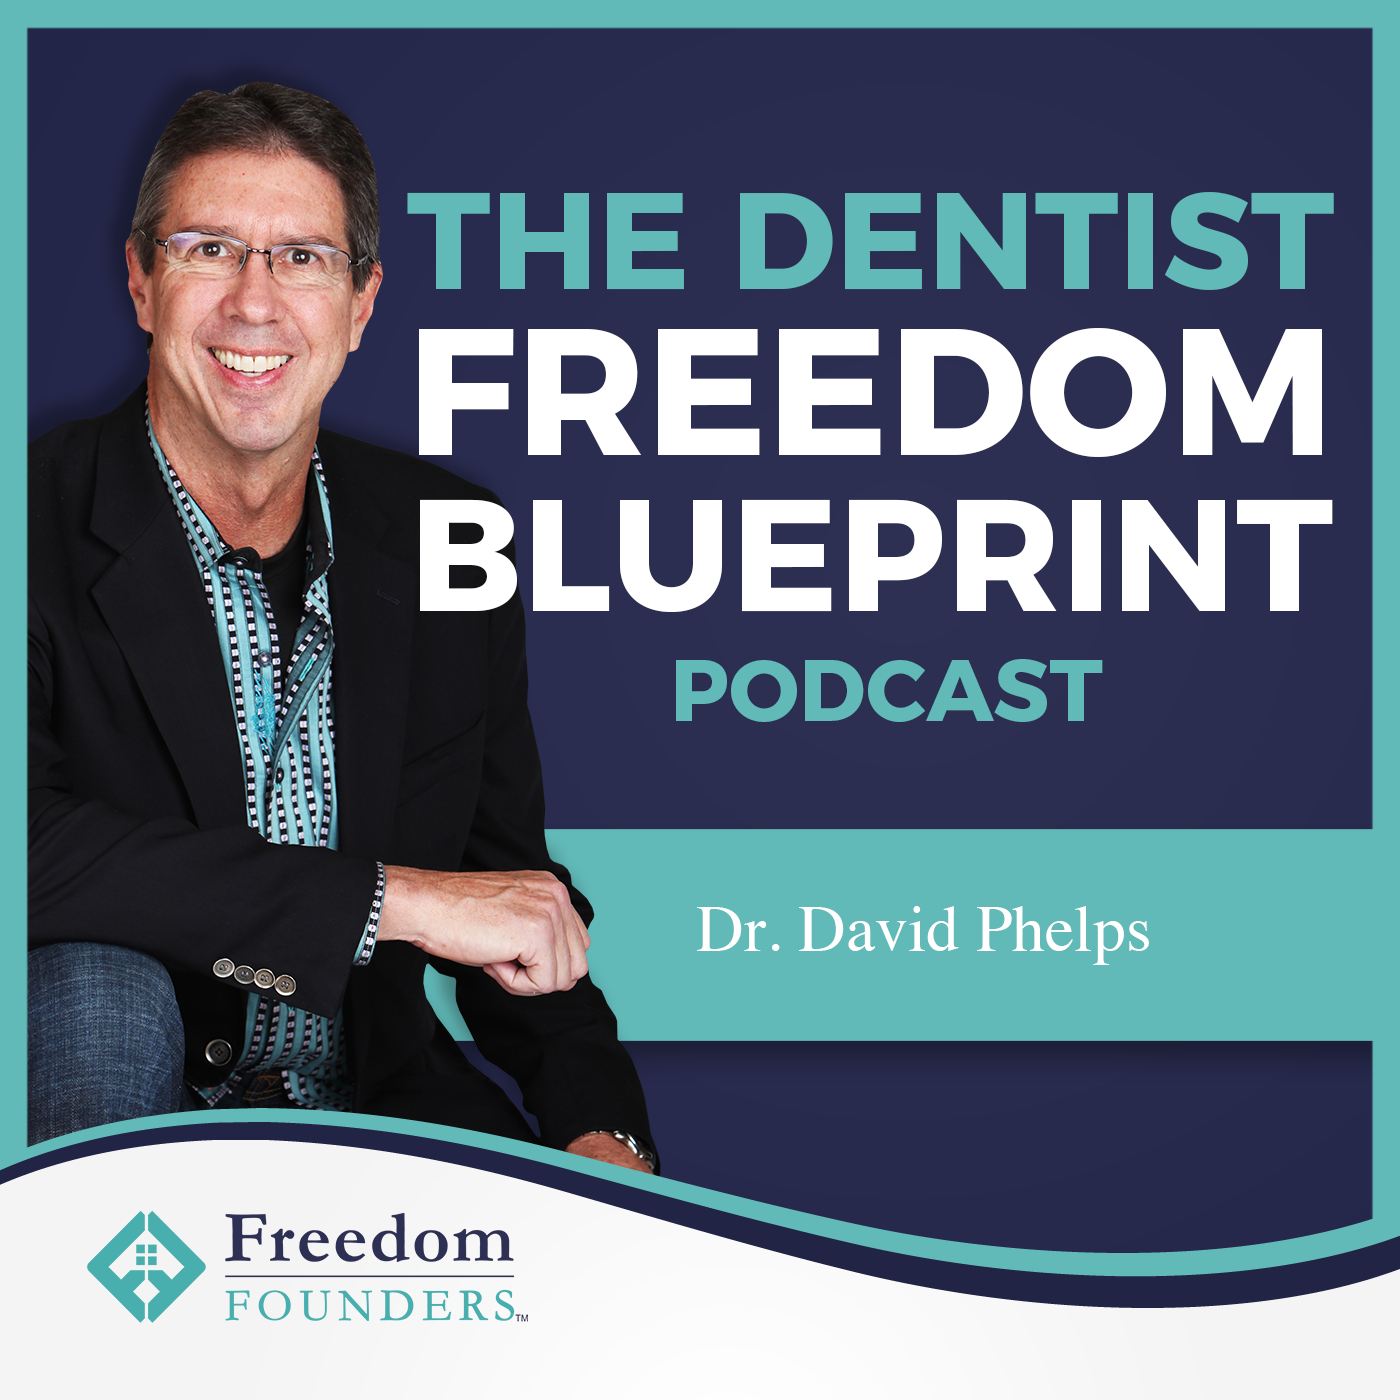 THE DENTIST
FREEDOM
BLUEPRINT
PODCAST
Dr. David Phelps
Freedom
FOUNDERS™